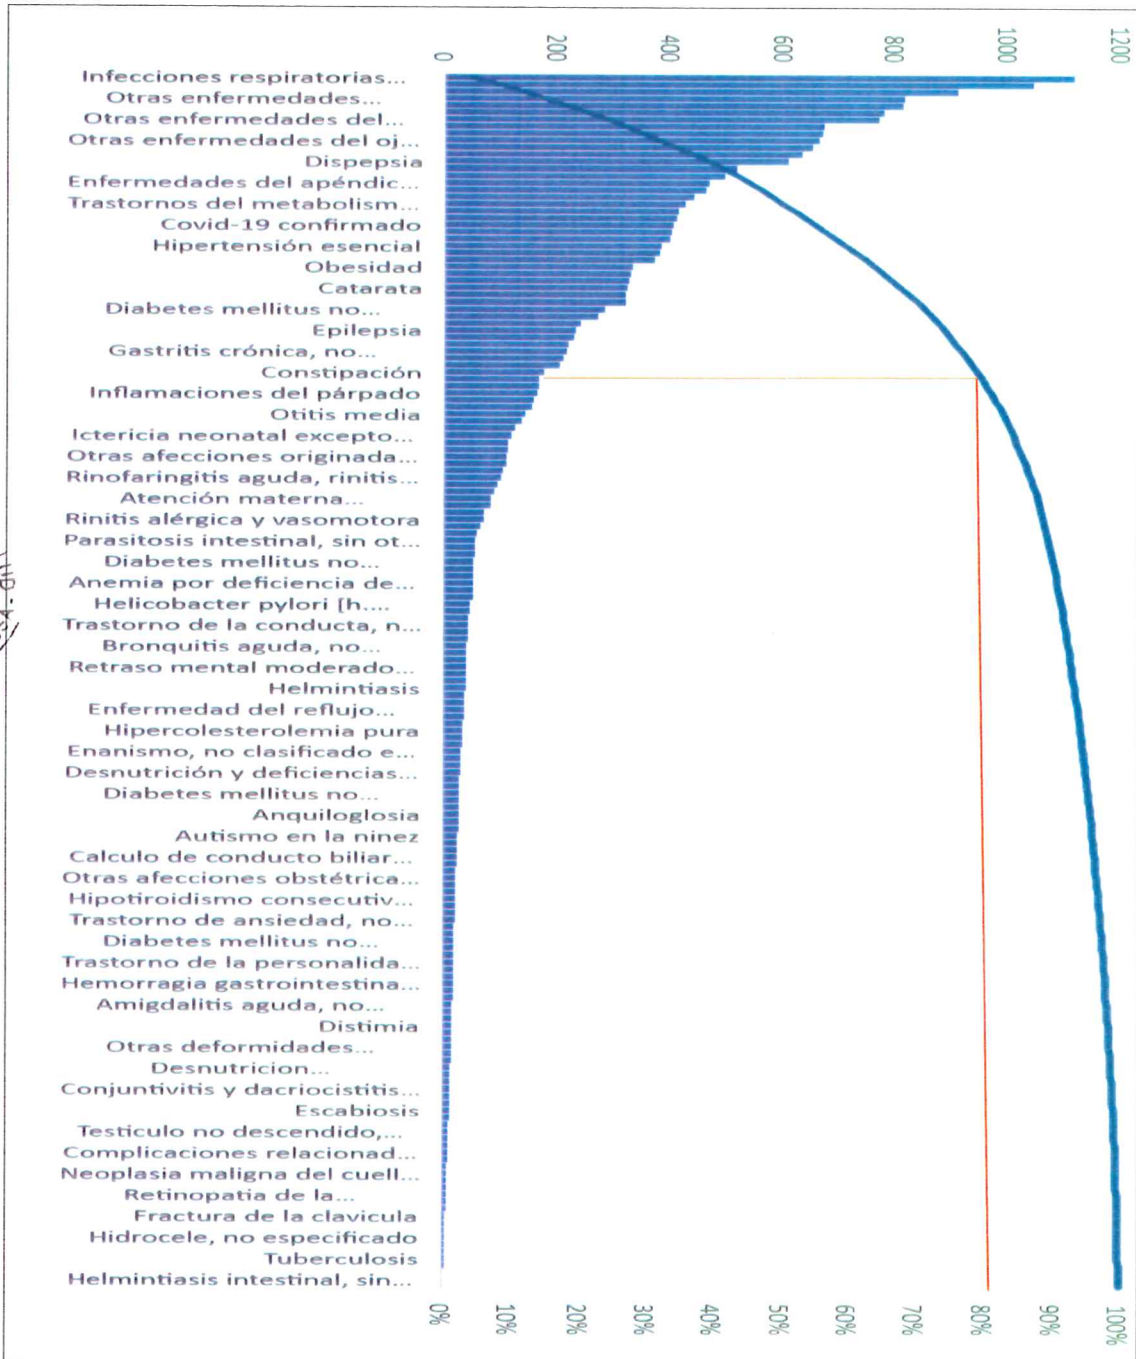 0
200
400
600
800
1000
1200
Infecciones respiratorias...
Otras enfermedades...
Otras enfermedades del...
Otras enfermedades del oj...
Dispepsia
Enfermedades del apéndic...
Trastornos del metabolism...
Covid-19 confirmado
Hipertensión esencial
Obesidad
Catarata
Diabetes mellitus no...
Epilepsia
Gastritis crónica, no...
Constipación
Inflamaciones del párpado
Otitis media
Ictericia neonatal excepto...
Otras afecciones originada...
Rinofaringitis aguda, rinitis...
Atención materna...
Rinitis alérgica y vasomotora
Parasitosis intestinal, sin ot...
Diabetes mellitus no...
Anemia por deficiencia de...
Helicobacter pylori [h....
Trastorno de la conducta, n...
Bronquitis aguda, no...
Retraso mental moderado...
Helmintiasis
Enfermedad del reflujo...
Hipercolesterolemia pura
Enanismo, no clasificado e...
Desnutrición y deficiencias...
Diabetes mellitus no...
Anquiloglosia
Autismo en la ninez
Calculo de conducto biliar...
Otras afecciones obstétrica...
Hipotiroidismo consecutiv...
Trastorno de ansiedad, no...
Diabetes mellitus no...
Trastorno de la personalida...
Hemorragia gastrointestina...
Amigdalitis aguda, no...
Distimia
Otras deformidades...
Desnutricion...
Conjuntivitis y dacriocistitis...
Escabiosis
Testiculo no descendido,...
Complicaciones relacionad...
Neoplasia maligna del cuell...
Retinopatia de la...
Fractura de la clavicula
Hidrocele, no especificado
Tuberculosis
Helmintiasis intestinal, sin...
0%
10%
20%
30%
40%
50%
60%
70%
80%
90%
100%